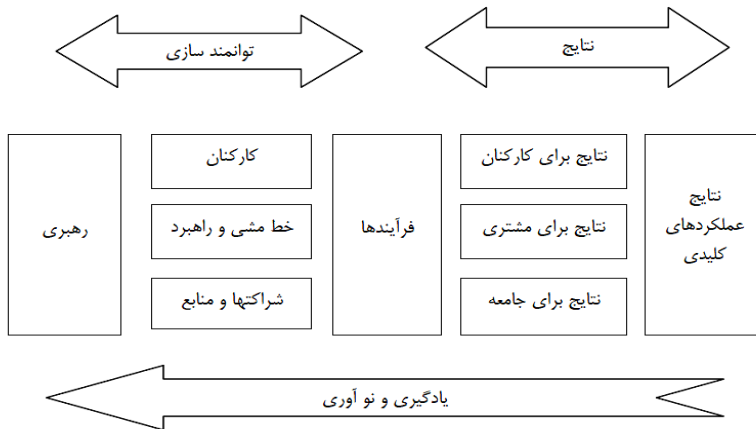 توانمند سازی
نتایج
رهبری
کارکنان
خط مشی و راهبرد
شراکتها و منابع
فرآیندها
نتایج برای کارکنان
نتایج برای مشتری
نتایج برای جامعه
نتایج
عملکردهای
کلیدی
یادگیری و نو آوری